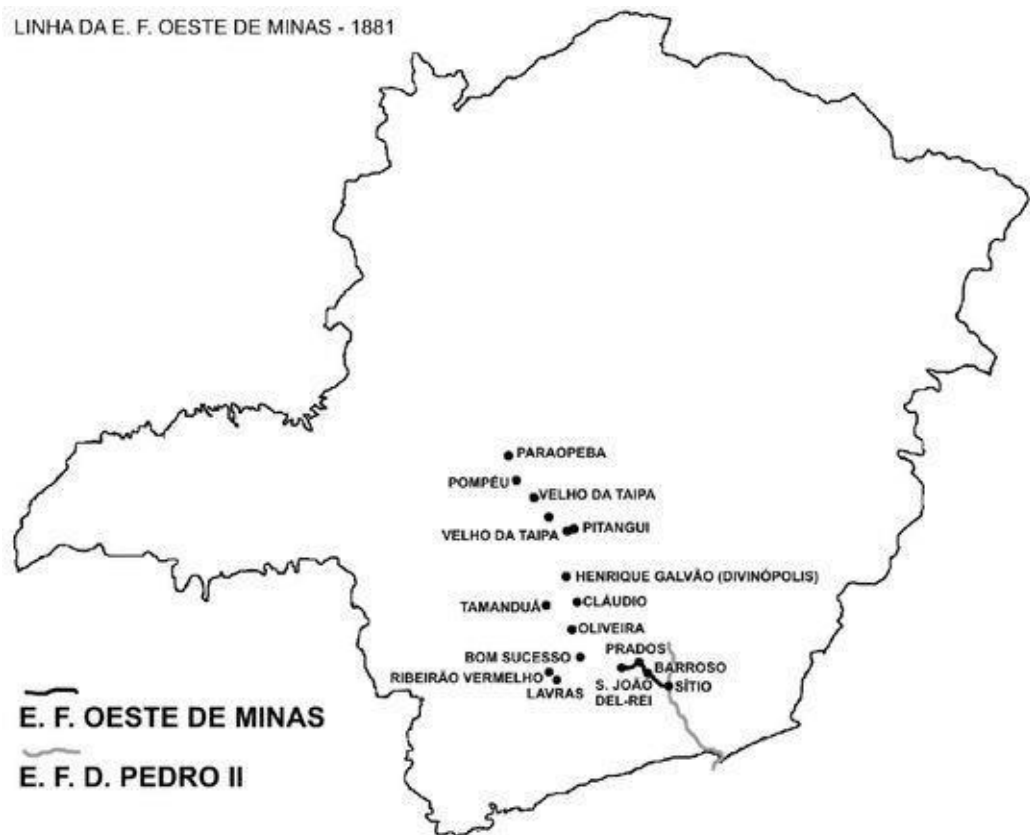 LINHA DA E. F. OESTE DE MINAS - 1881
PARAOPEBA
POMPÉU
VELHO DA TAIPA
VELHO DA TAIPA
PITANGUI
HENRIQUE GALVÃO (DIVINÓPOLIS)
TAMANDUÁ
CLÁUDIO
OLIVEIRA
PRADOS
BOM SUCESSO
BARROSO
RIBEIRÃO VERMELHO
S. JOÃO
DEL-REI
SÍTIO
LAVRAS
E. F. OESTE DE MINAS
E. F. D. PEDRO II